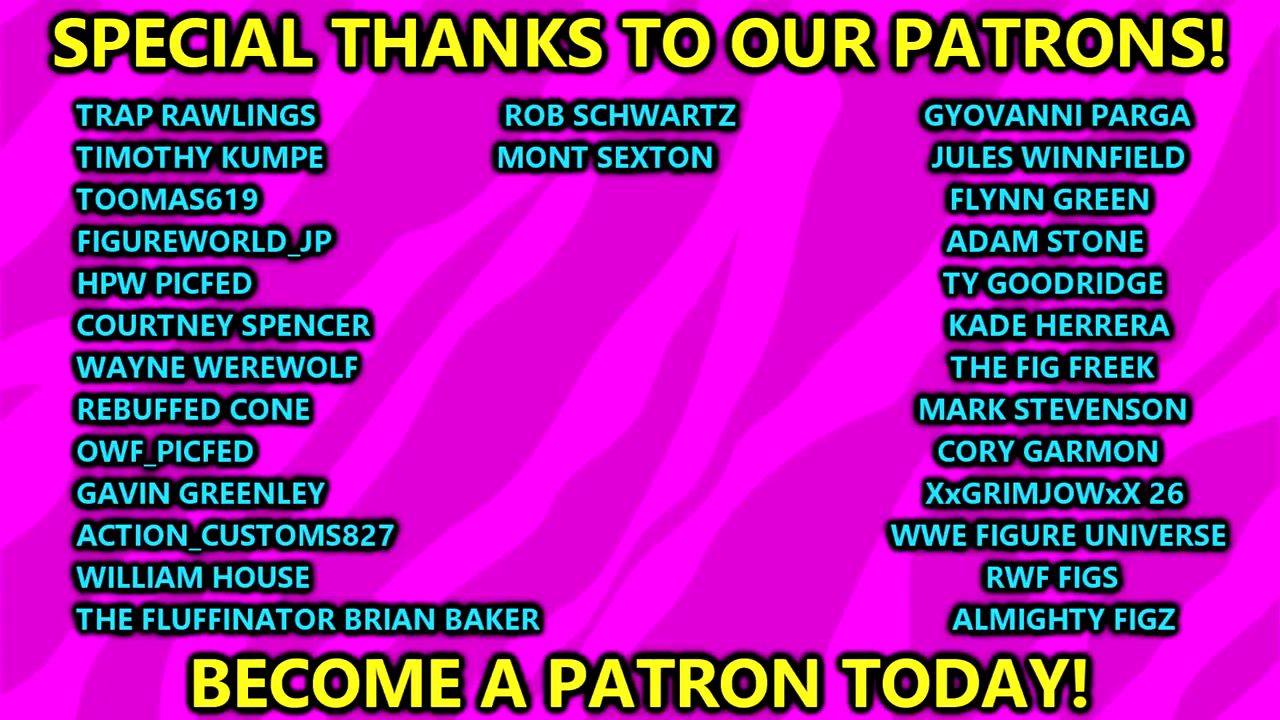 SPECIAL THANKS TO OUR PATRONS!
TRAP RAWLINGS
TIMOTHY KUMPE
TOOMAS619
FIGUREWORLD_JP
HPW PICFED
COURTNEY SPENCER
WAYNE WEREWOLF
REBUFFED CONE
OWF_PICFED
GAVIN GREENLEY
ACTION_CUSTOMS827
WILLIAM HOUSE
THE FLUFFINATOR BRIAN BAKER
ROB SCHWARTZ
MONT SEXTON
GYOVANNI PARGA
JULES WINNFIELD
FLYNN GREEN
ADAM STONE
TY GOODRIDGE
KADE HERRERA
THE FIG FREEK
MARK STEVENSON
CORY GARMON
XxGRIMJOWxX 26
WWE FIGURE UNIVERSE
RWF FIGS
ALMIGHTY FIGZ
BECOME A PATRON TODAY!